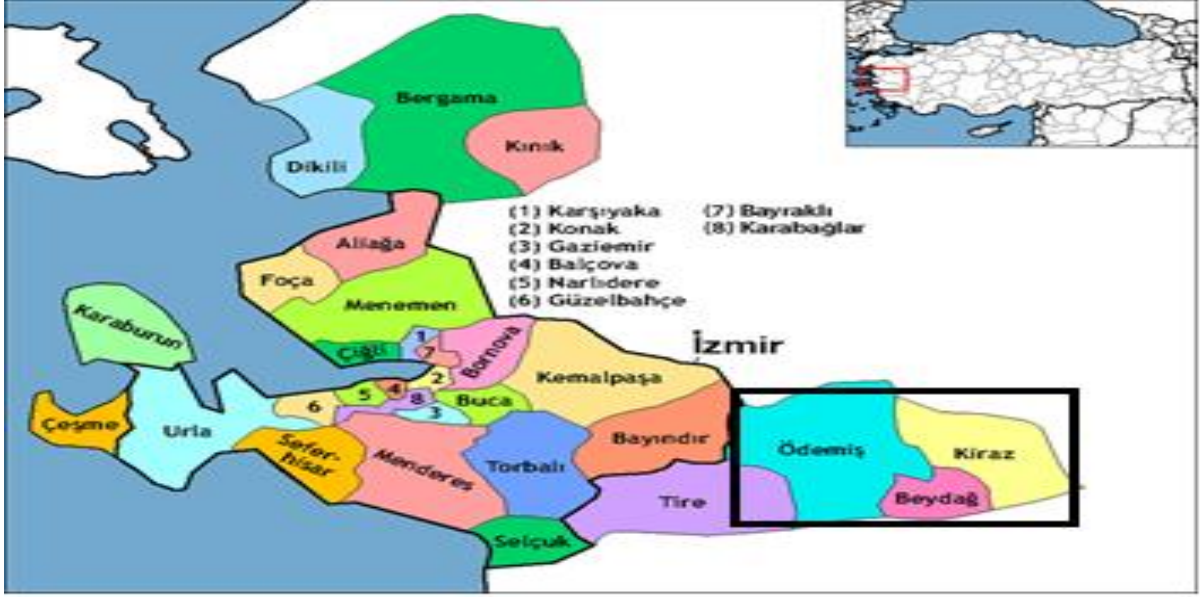 Bergama
Kınık
Dikili
(1) Karşıyaka
(2) Konak
(3) Gaziemir
(4) Balçova
(5) Narlıdere
(6) Güzelbahçe
(7) Bayraklı
(8) Karabağlar
Aliağa
Foça
Menemen
Karaburun
Çiğli
1
7
Bornova
İzmir
2
Kemalpaşa
Çeşme
Urla
6
5
4
8
3
Buca
Sefer-
hisar
Menderes
Torbalı
Bayındır
Ödemiş
Kiraz
Beydağ
Tire
Selçuk